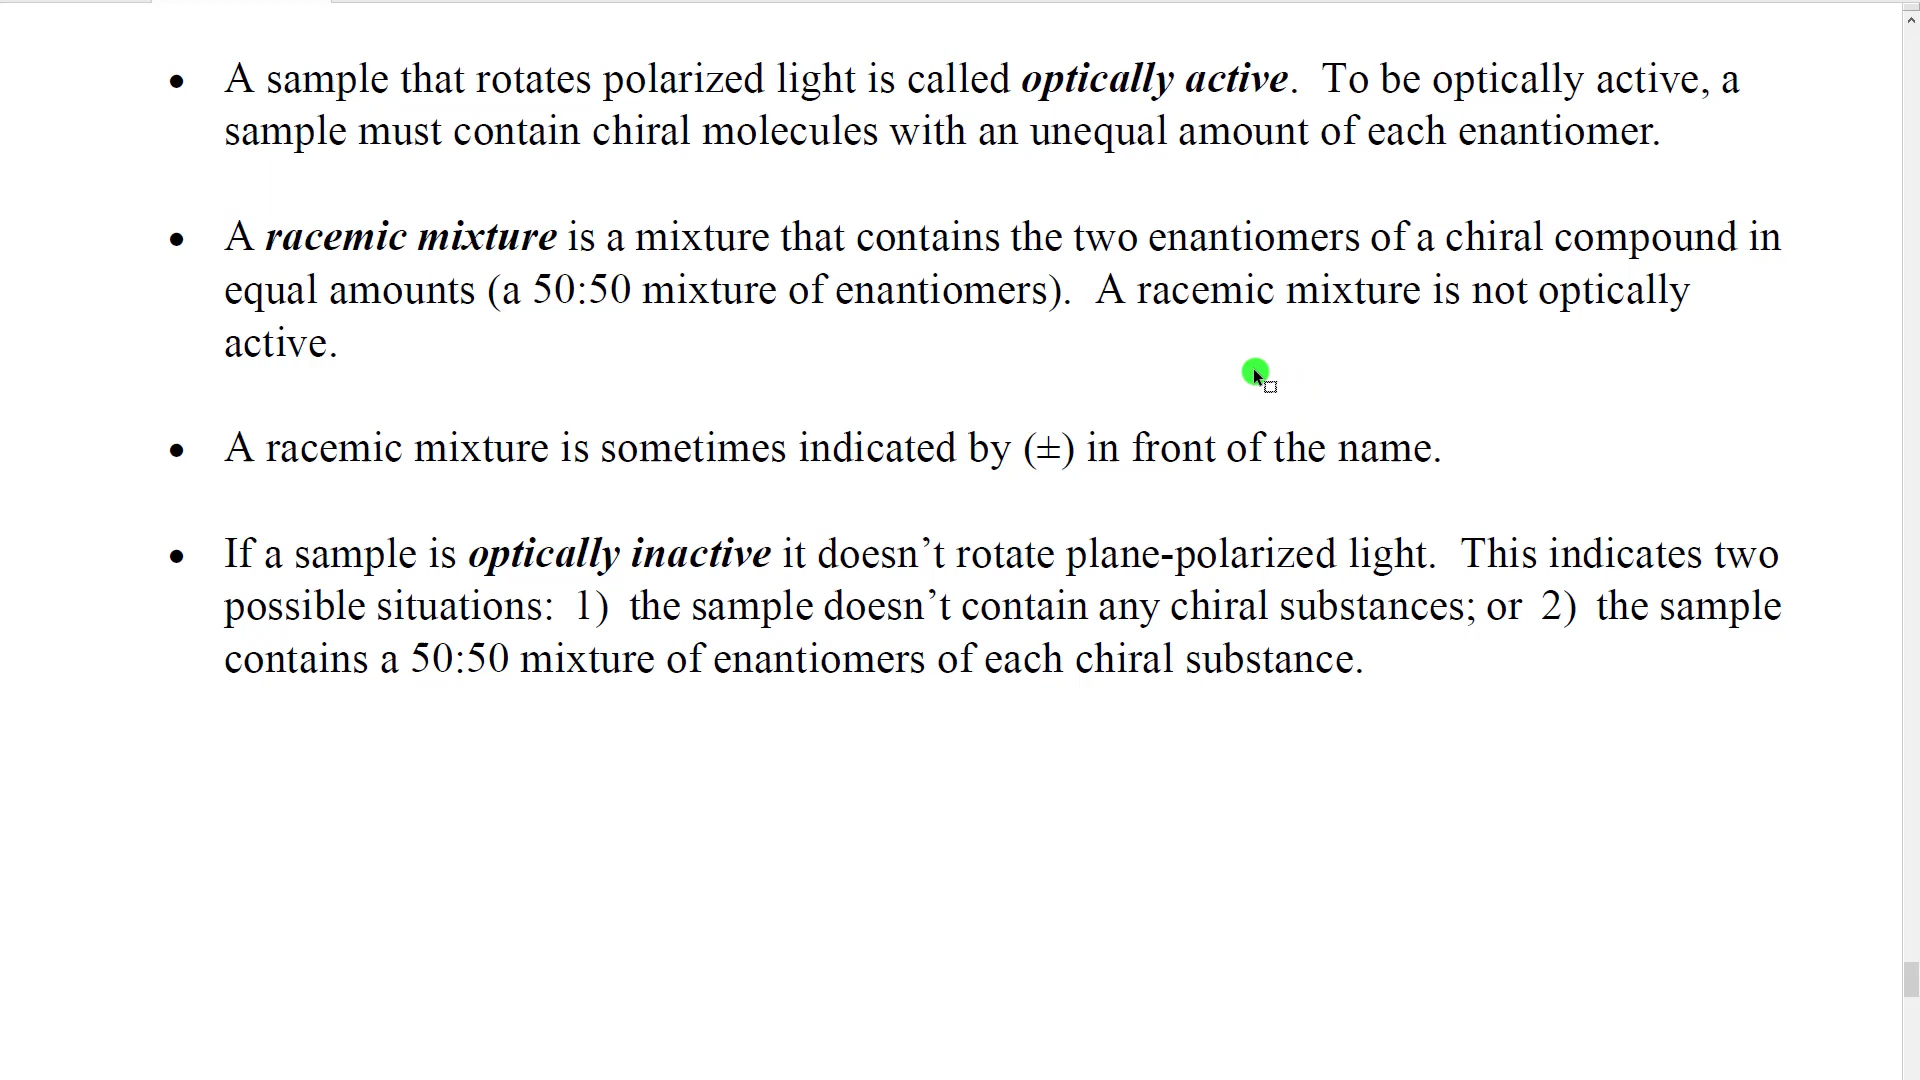 • A sample that rotates polarized light is called optically active.  To be optically active, a
sample must contain chiral molecules with an unequal amount of each enantiomer.
• A racemic mixture is a mixture that contains the two enantiomers of a chiral compound in
equal amounts (a 50:50 mixture of enantiomers).  A racemic mixture is not optically
active.
• A racemic mixture is sometimes indicated by (±) in front of the name.
• If a sample is optically inactive it doesn’t rotate plane-polarized light.  This indicates two
possible situations:  1)  the sample doesn’t contain any chiral substances; or  2)  the sample
contains a 50:50 mixture of enantiomers of each chiral substance.